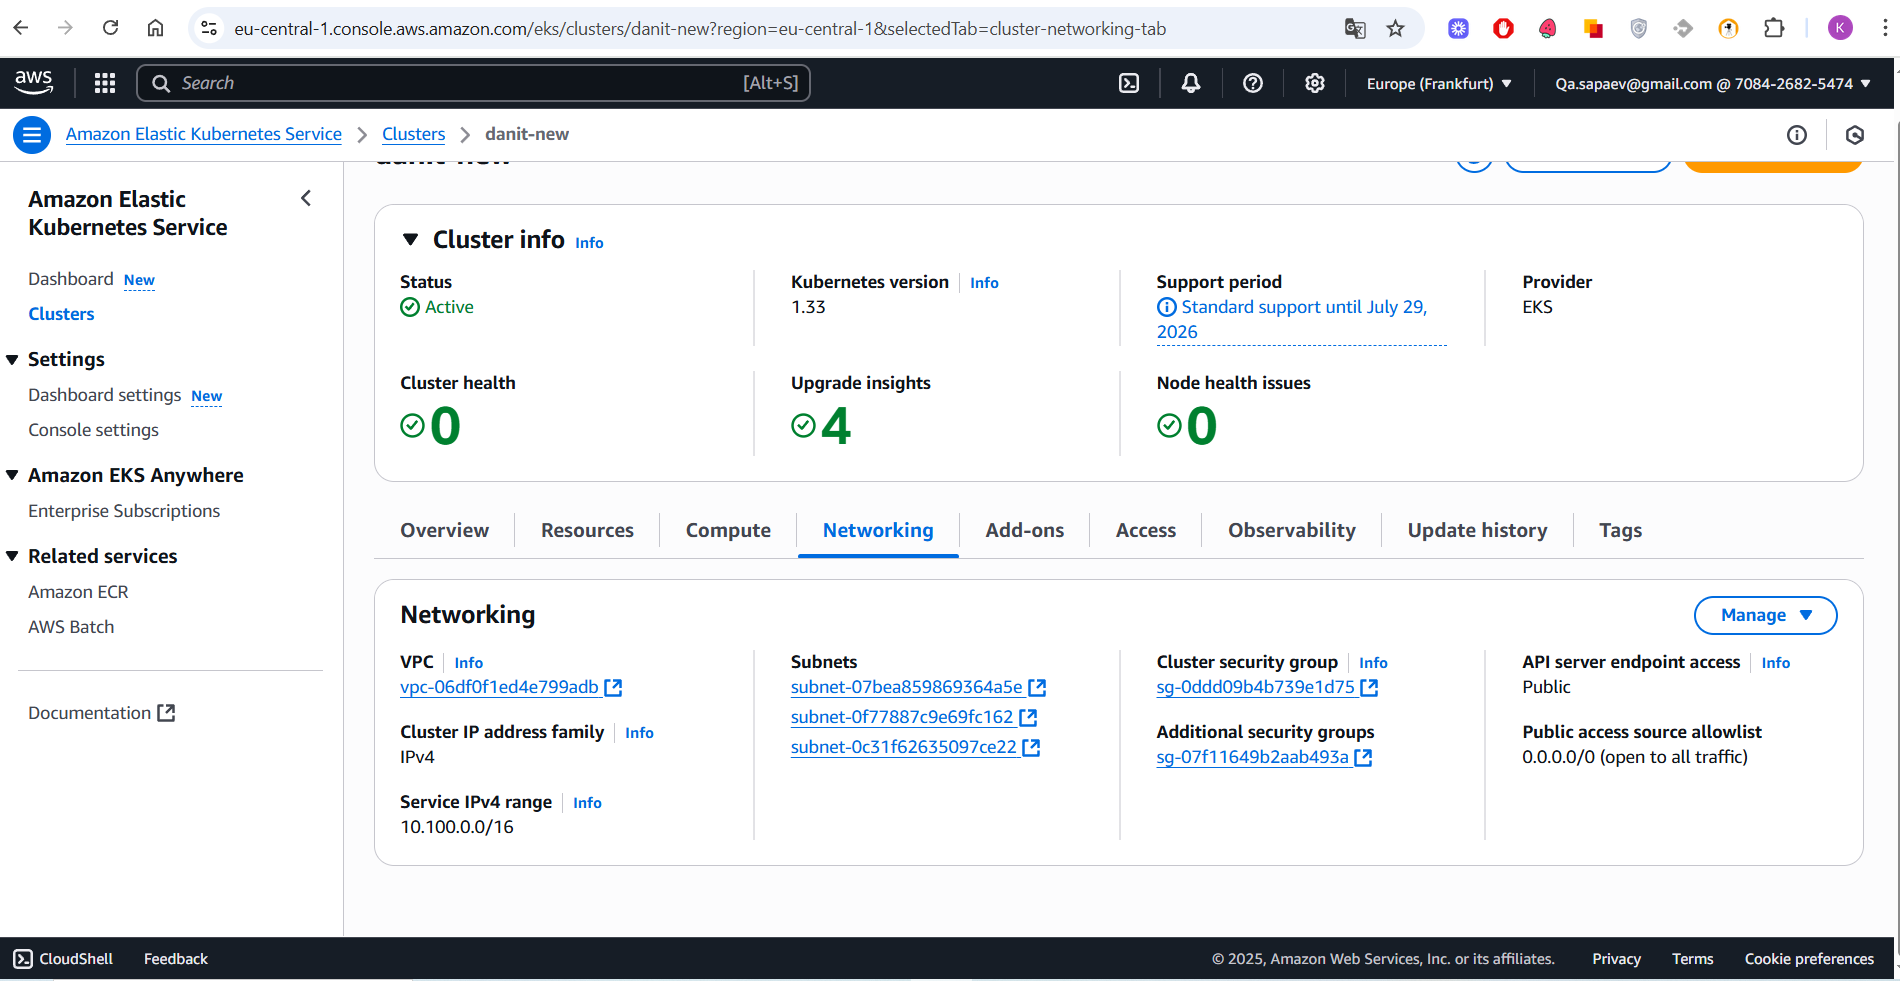 eu-central-1.console.aws.amazon.com/eks/clusters/danit-new?region=eu-central-1&selectedTab=cluster-networking-tab
K
aws
Search
[Alt+S]
Europe (Frankfurt)
Qa.sapaev@gmail.com @ 7084-2682-5474
Amazon Elastic Kubernetes Service
Clusters
danit-new
danit-new
Amazon Elastic
Kubernetes Service
Dashboard New
Clusters
Settings
Dashboard settings New
Console settings
Amazon EKS Anywhere
Enterprise Subscriptions
Related services
Amazon ECR
AWS Batch
Documentation
Cluster info Info
Status
Active
Kubernetes version Info
1.33
Support period
Standard support until July 29,
2026
Provider
EKS
Cluster health
0
Upgrade insights
4
Node health issues
0
Overview
Resources
Compute
Networking
Add-ons
Access
Observability
Update history
Tags
Networking
Manage
VPC Info
vpc-06df0f1ed4e799adb
Cluster IP address family Info
IPv4
Service IPv4 range Info
10.100.0.0/16
Subnets
subnet-07bea859869364a5e
subnet-0f77887c9e69fc162
subnet-0c31f62635097ce22
Cluster security group Info
sg-0ddd09b4b739e1d75
Additional security groups
sg-07f11649b2aab493a
API server endpoint access Info
Public
Public access source allowlist
0.0.0.0/0 (open to all traffic)
CloudShell
Feedback
© 2025, Amazon Web Services, Inc. or its affiliates.
Privacy
Terms
Cookie preferences